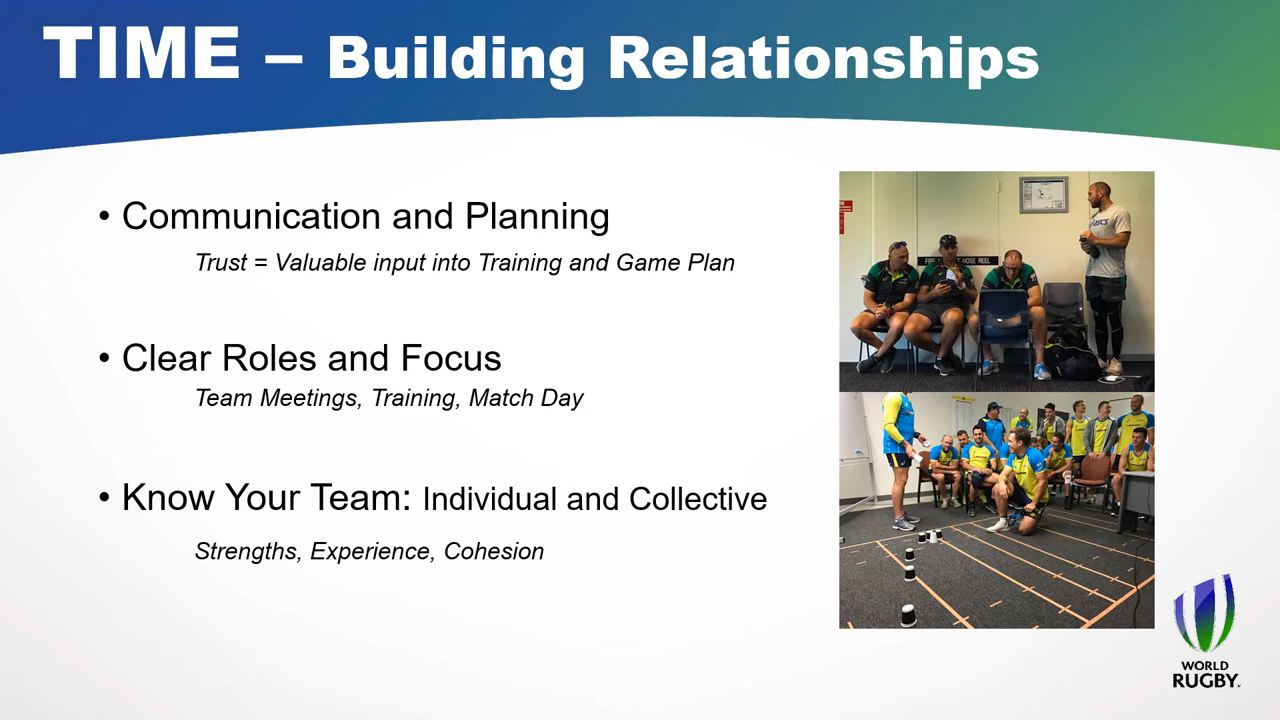 TIME – Building Relationships
• Communication and Planning
Trust = Valuable input into Training and Game Plan
• Clear Roles and Focus
Team Meetings, Training, Match Day
• Know Your Team: Individual and Collective
Strengths, Experience, Cohesion
HOSE REEL
WORLD
RUGBY